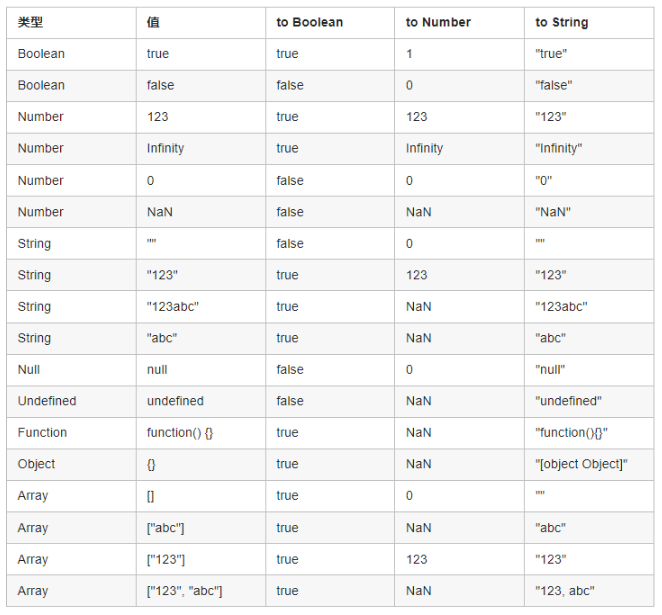 类型 值 to Boolean to Number to String
Boolean true true 1 "true"
Boolean false false 0 "false"
Number 123 true 123 "123"
Number Infinity true Infinity "Infinity"
Number 0 false 0 "0"
Number NaN false NaN "NaN"
String "" false 0 ""
String "123" true 123 "123"
String "123abc" true NaN "123abc"
String "abc" true NaN "abc"
Null null false 0 "null"
Undefined undefined false NaN "undefined"
Function function() {} true NaN "function(){}"
Object {} true NaN "[object Object]"
Array [] true 0 ""
Array ["abc"] true NaN "abc"
Array ["123"] true 123 "123"
Array ["123", "abc"] true NaN "123, abc"